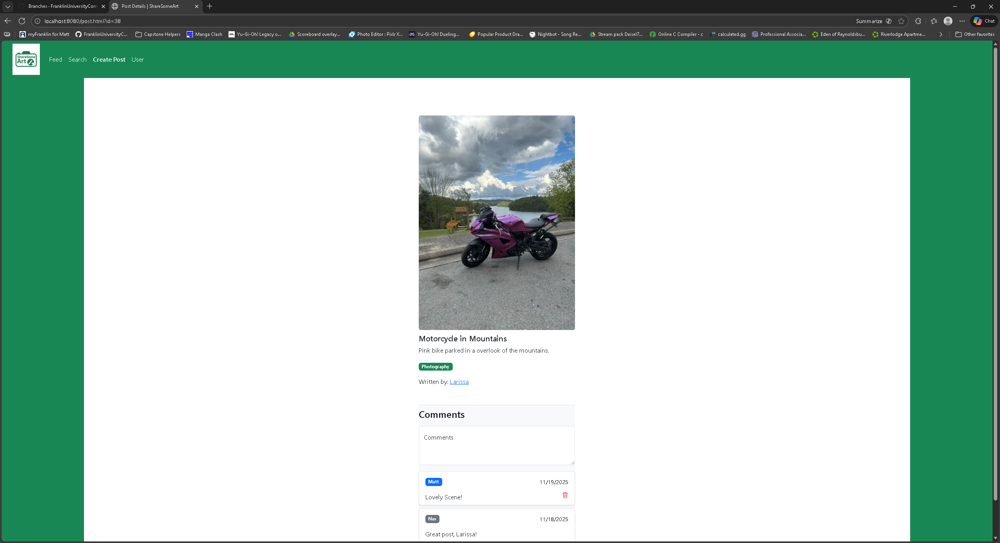 Branches · FranklinUniversityCom
Post Details | ShareSomeArt
localhost:8080/post.html?id=38
Summarize
Chat
myFranklin for Matt
FranklinUniversityC...
Capstone Helpers
Manga Clash
Yu-Gi-Oh! Legacy o...
Scoreboard overlay...
Photo Editor : Pixlr X...
Yu-Gi-Oh! Dueling...
Popular Product Dra...
Nightbot - Song Re...
Stream pack Deisel7...
Online C Compiler - c
calculated.gg
Professional Associa...
Eden of Reynoldsbu...
Riverlodge Apartme...
Other favorites
ShareSome
Art
Feed
Search
Create Post
User
Motorcycle in Mountains
Pink bike parked in a overlook of the mountains.
Photography
Written by: Larissa
Comments
Comments
Matt
11/19/2025
Lovely Scene!
Nas
11/18/2025
Great post, Larissa!